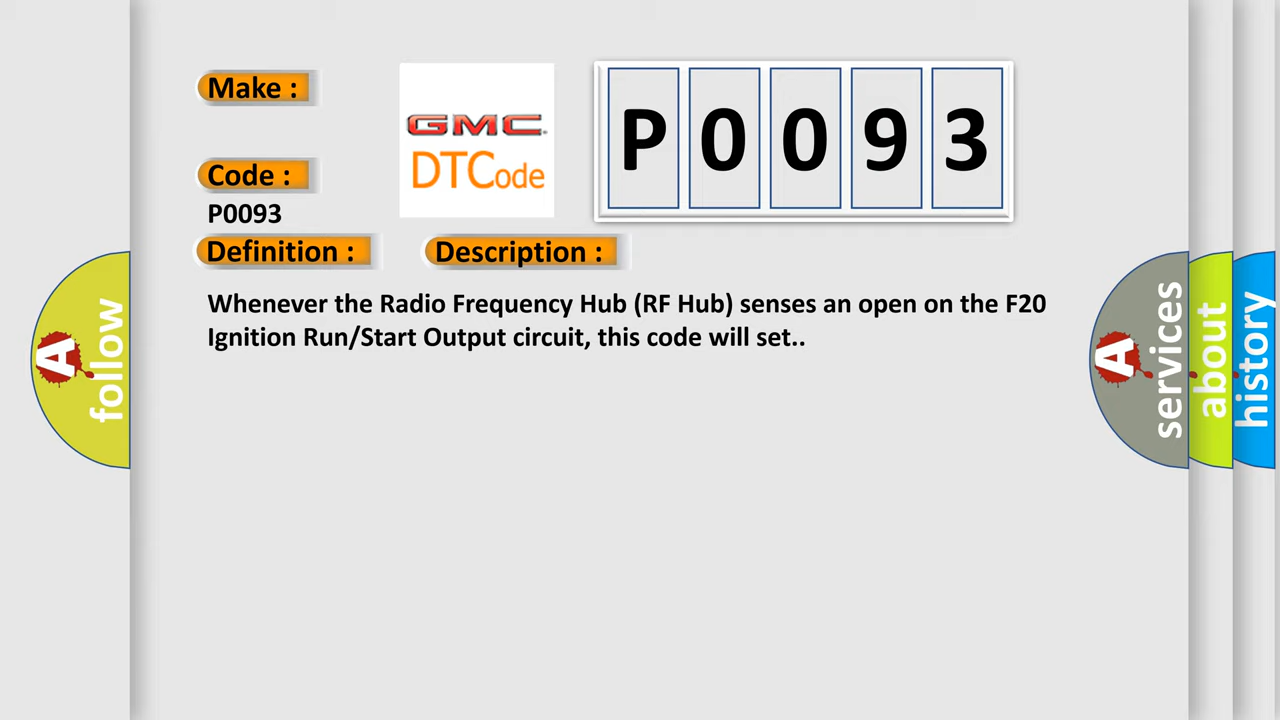 Make :
GMC
DTCode
P0093
Code :
P0093
Definition :
Description :
Whenever the Radio Frequency Hub (RF Hub) senses an open on the F20
Ignition Run/Start Output circuit, this code will set..
A follow
A services
about
history